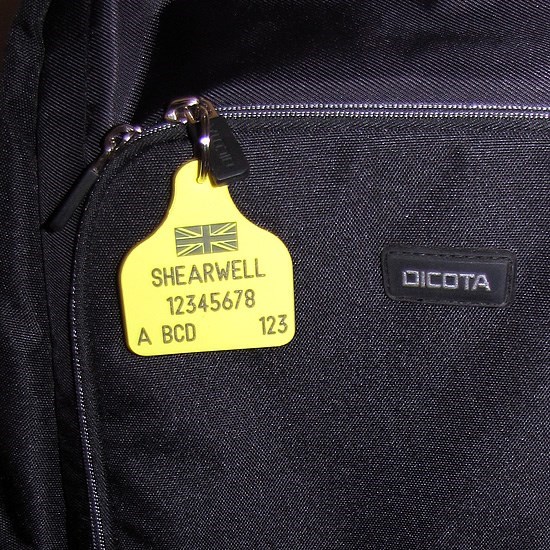 SHEARWELL
12345678
A BCD 123
DICOTA